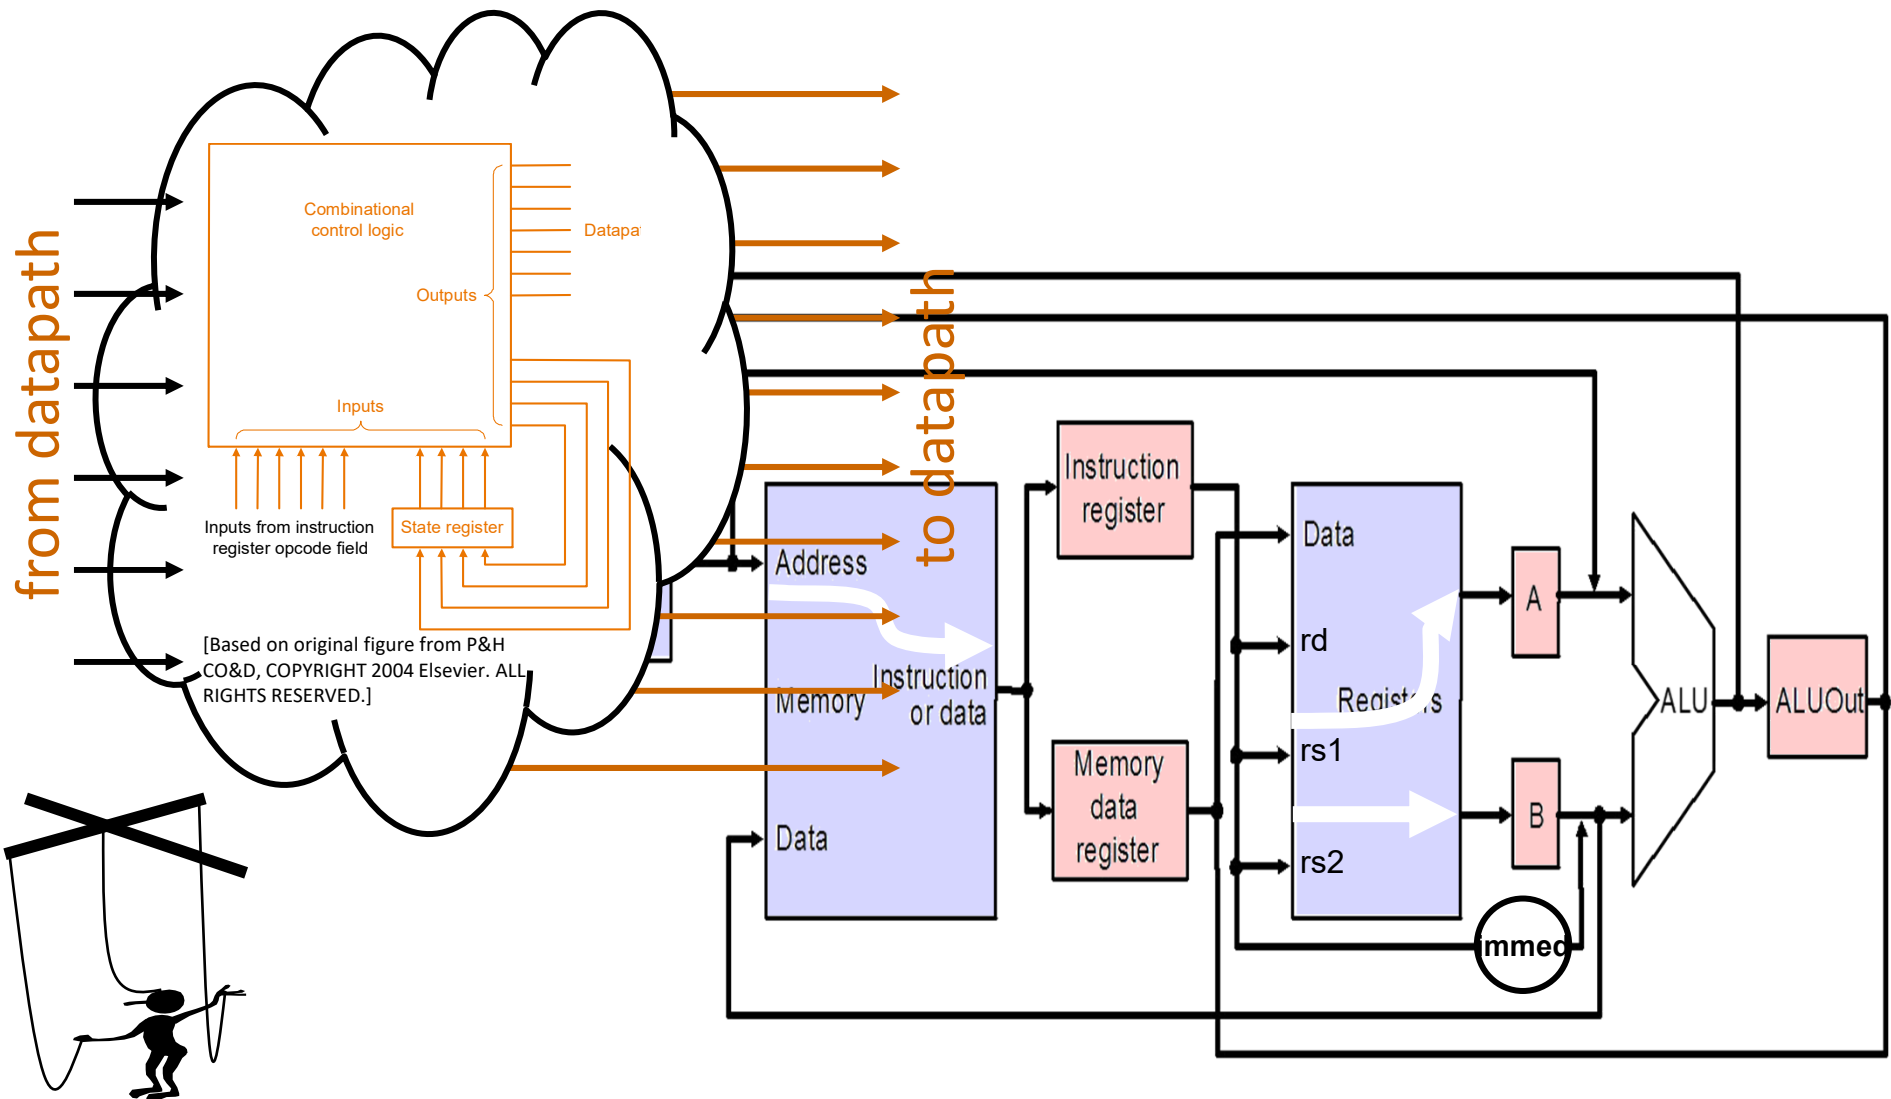 from datapath
Combinational
control logic
Datapa
Outputs
Inputs
Inputs from instruction
register opcode field
State register
[Based on original figure from P&H
CO&D, COPYRIGHT 2004 Elsevier. ALL
RIGHTS RESERVED.]
to datapath
Address
Memory
Instruction
or data
Data
Instruction
register
Memory
data
register
Data
rd
Registers
rs1
rs2
A
B
immed
ALU
ALUOut